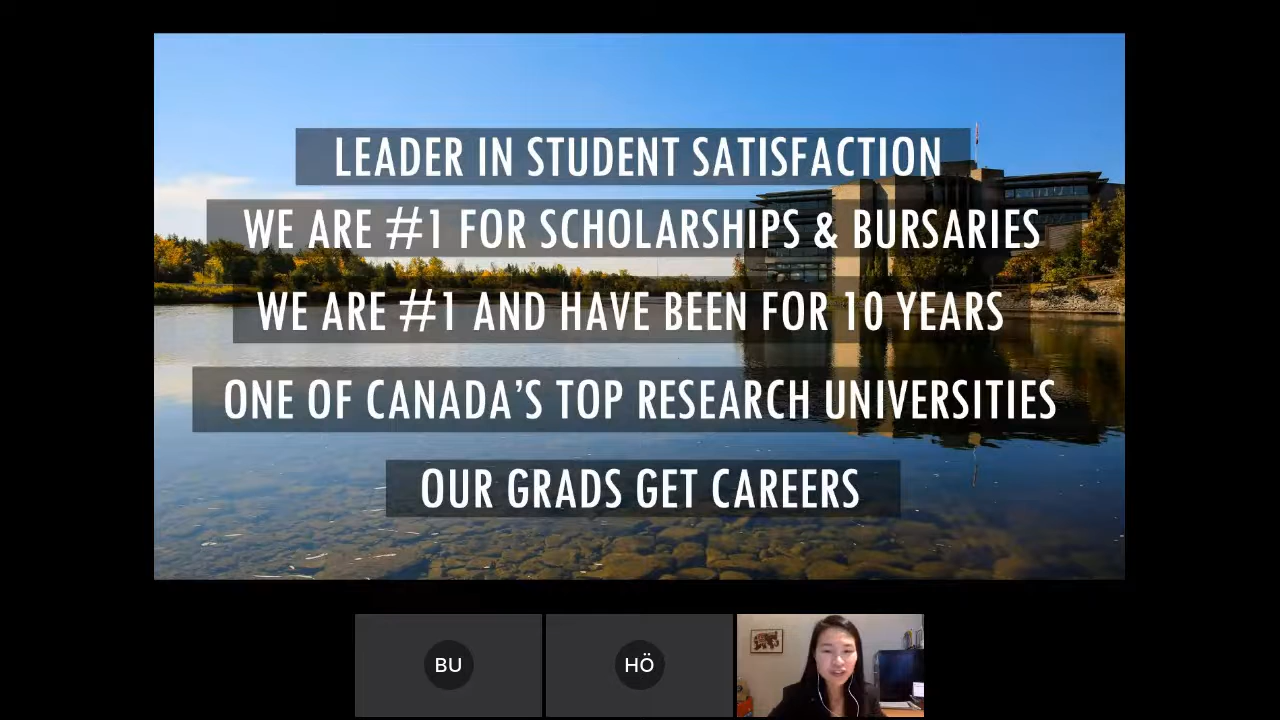 LEADER IN STUDENT SATISFACTION
WE ARE #1 FOR SCHOLARSHIPS & BURSARIES
WE ARE #1 AND HAVE BEEN FOR 10 YEARS
ONE OF CANADA’S TOP RESEARCH UNIVERSITIES
OUR GRADS GET CAREERS
BU
HÖ